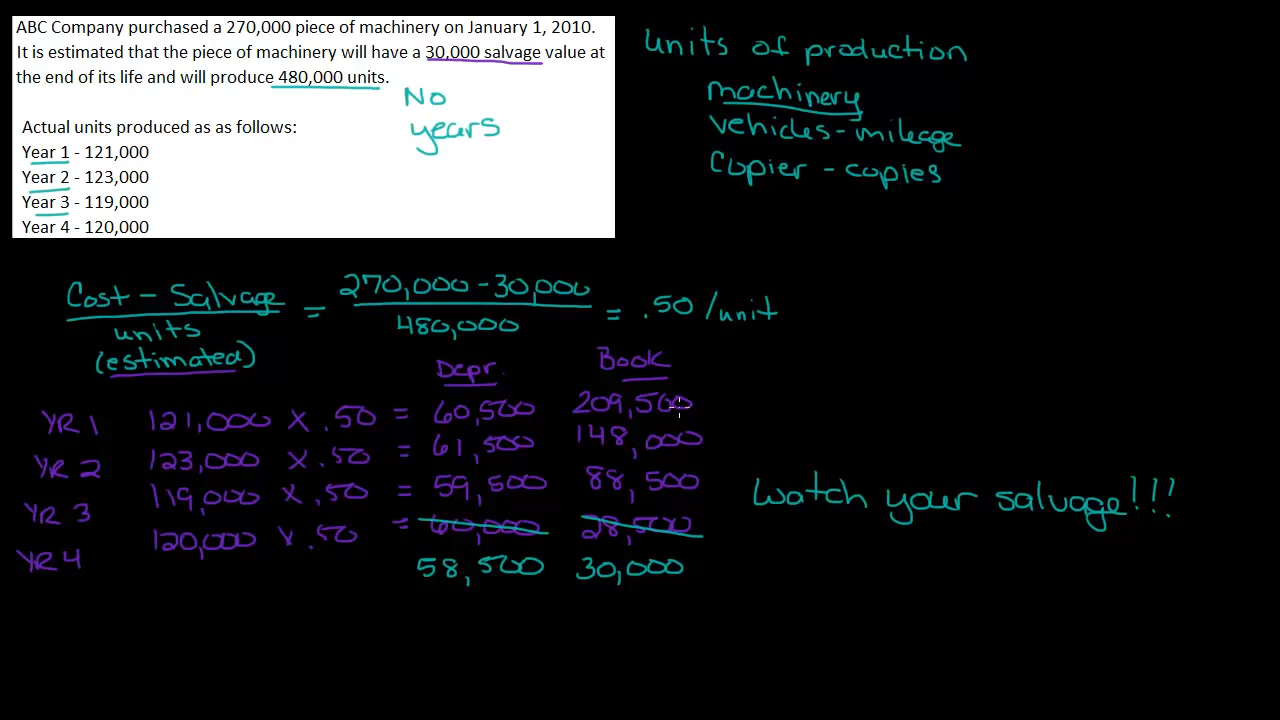 ABC Company purchased a 270,000 piece of machinery on January 1, 2010.
It is estimated that the piece of machinery will have a 30,000 salvage value at
the end of its life and will produce 480,000 units.
No
years
Actual units produced as as follows:
Year 1 - 121,000
Year 2 - 123,000
Year 3 - 119,000
Year 4 - 120,000
units of production
machinery
vehicles - mileage
Copier - copies
Cost - Salvage = 270,000 - 30,000 = .50 /unit
units 480,000
(estimated)
Depr. Book
YR 1 121,000 X .50 = 60,500 209,500
YR 2 123,000 X .50 = 61,500 148,000
YR 3 119,000 X .50 = 59,500 88,500
YR 4 120,000 X .50 = 60,000 28,500
58,500 30,000
Watch your salvage!!!